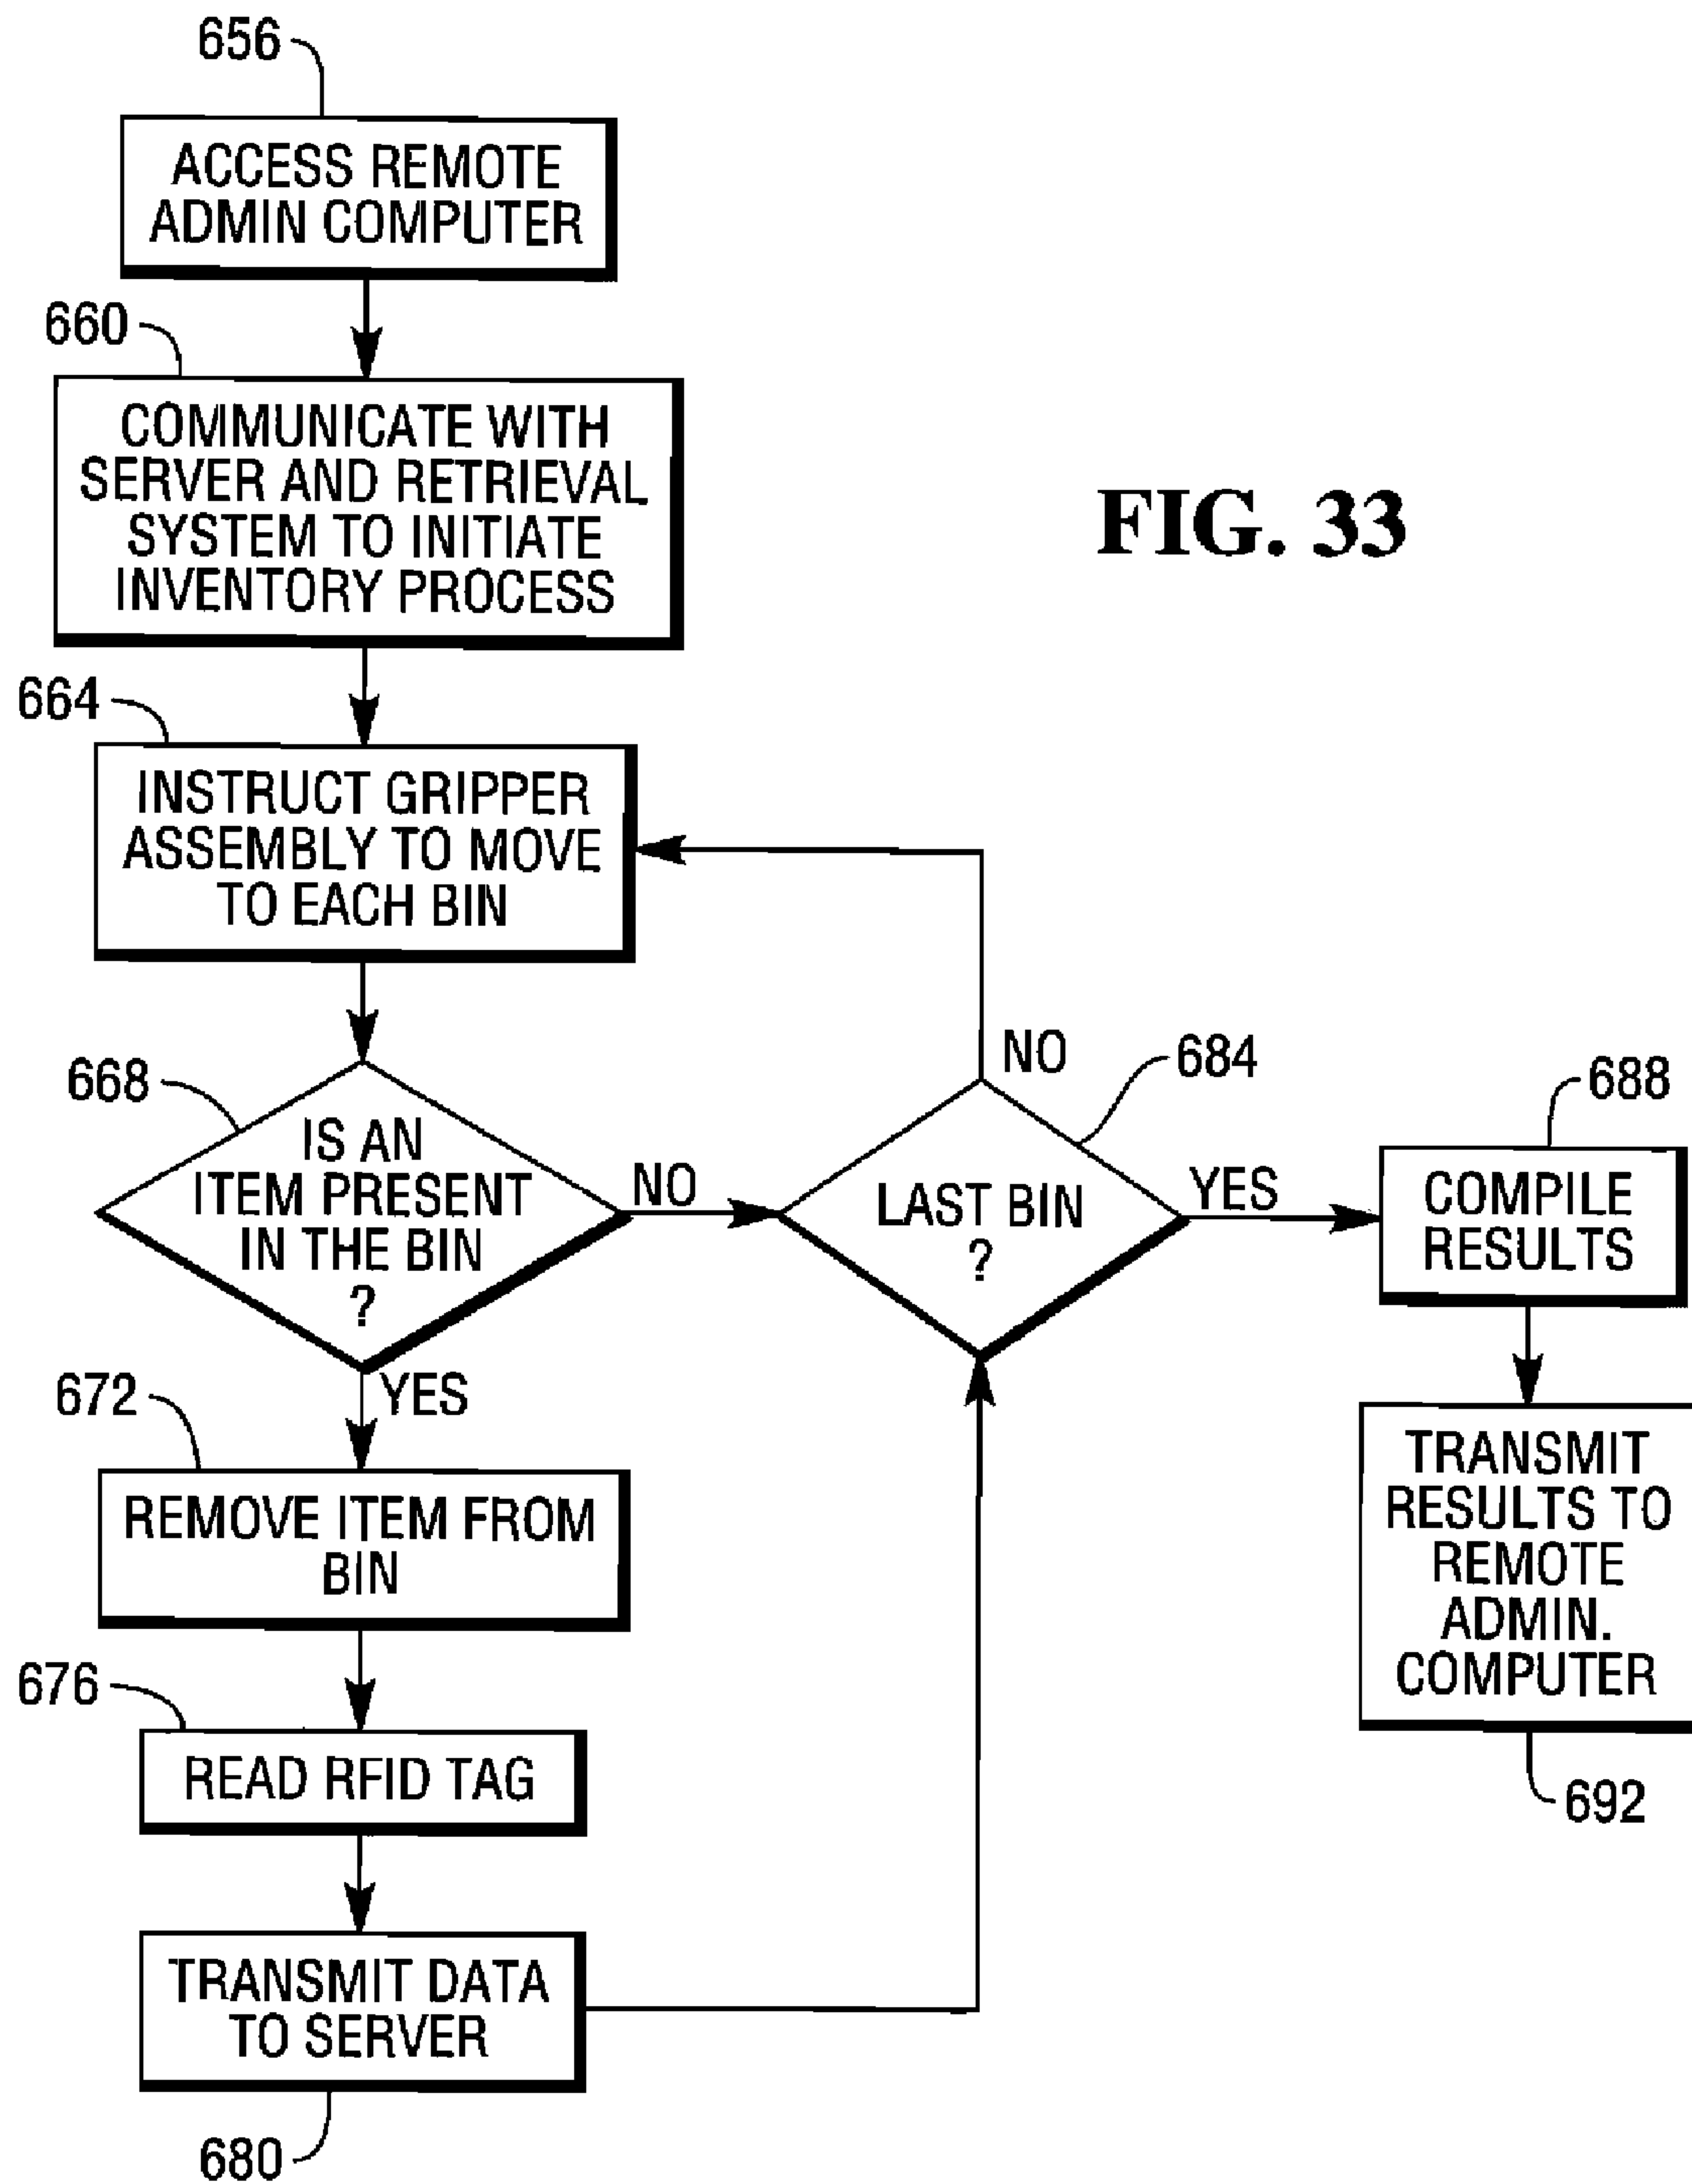 656
ACCESS REMOTE
ADMIN COMPUTER
660
COMMUNICATE WITH
SERVER AND RETRIEVAL
SYSTEM TO INITIATE
INVENTORY PROCESS
FIG. 33
664
INSTRUCT GRIPPER
ASSEMBLY TO MOVE
TO EACH BIN
668
IS AN
ITEM PRESENT
IN THE BIN
?
NO
YES
684
NO
LAST BIN
?
YES
688
COMPILE
RESULTS
672
REMOVE ITEM FROM
BIN
676
READ RFID TAG
TRANSMIT DATA
TO SERVER
680
TRANSMIT
RESULTS TO
REMOTE
ADMIN.
COMPUTER
692